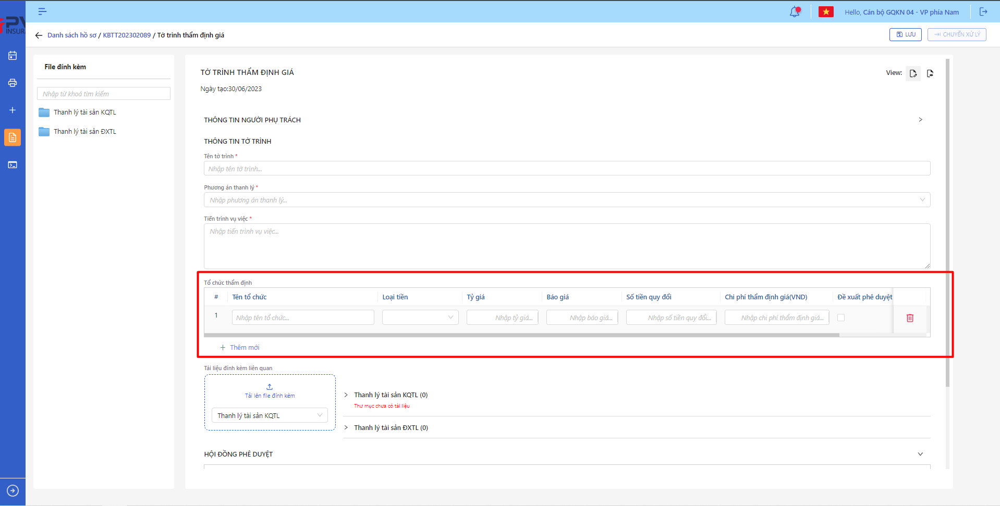 Hello, Cán bộ GQKN 04 - VP phía Nam
PV
INSUR
Danh sách hồ sơ / KBTT202302089 / Tờ trình thẩm định giá
LƯU
CHUYỂN XỬ LÝ
File đính kèm
Nhập từ khoá tìm kiếm
Thanh lý tài sản KQTL
Thanh lý tài sản ĐXTL
TỜ TRÌNH THẨM ĐỊNH GIÁ
View:
Ngày tạo:30/06/2023
THÔNG TIN NGƯỜI PHỤ TRÁCH
THÔNG TIN TỜ TRÌNH
Tên tờ trình *
Nhập tên tờ trình...
Phương án thanh lý *
Nhập phương án thanh lý...
Tiến trình vụ việc *
Nhập tiến trình vụ việc...
Tổ chức thẩm định
# Tên tổ chức Loại tiền Tỷ giá Báo giá Số tiền quy đổi Chi phí thẩm định giá(VND) Đề xuất phê duyệt
1 Nhập tên tổ chức... Nhập tỷ giá... Nhập báo giá... Nhập số tiền quy đổi... Nhập chi phí thẩm định giá...
+ Thêm mới
Tài liệu đính kèm liên quan
Tải lên file đính kèm
Thanh lý tài sản KQTL
Thanh lý tài sản KQTL (0)
Thư mục chưa có tài liệu
Thanh lý tài sản ĐXTL (0)
HỘI ĐỒNG PHÊ DUYỆT